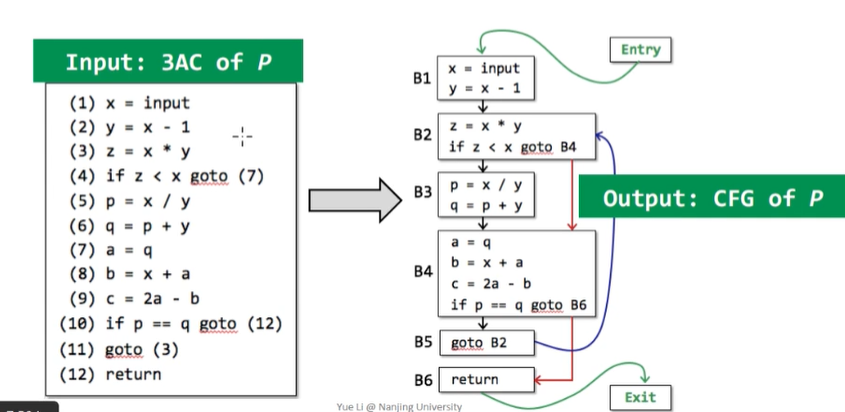 Input: 3AC of P
(1) x = input
(2) y = x - 1
(3) z = x * y
(4) if z < x goto (7)
(5) p = x / y
(6) q = p + y
(7) a = q
(8) b = x + a
(9) c = 2a - b
(10) if p == q goto (12)
(11) goto (3)
(12) return
Entry
B1
x = input
y = x - 1
B2
z = x * y
if z < x goto B4
B3
p = x / y
q = p + y
Output: CFG of P
B4
a = q
b = x + a
c = 2a - b
if p == q goto B6
B5
goto B2
B6
return
Exit
Yue Li @ Nanjing University